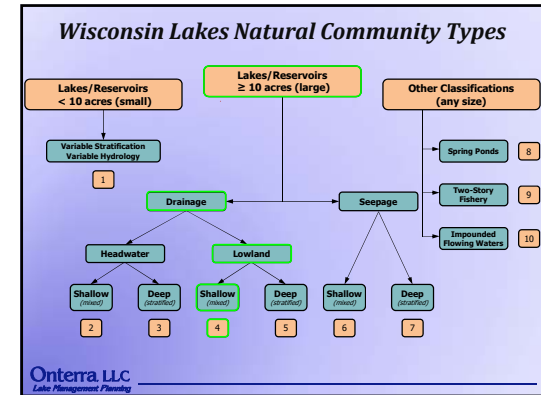 Wisconsin Lakes Natural Community Types
Lakes/Reservoirs
< 10 acres (small)
Lakes/Reservoirs
≥ 10 acres (large)
Other Classifications
(any size)
Variable Stratification
Variable Hydrology
1
Spring Ponds
8
Two-Story
Fishery
9
Impounded
Flowing Waters
10
Drainage
Seepage
Headwater
Lowland
Shallow
(mixed)
Deep
(stratified)
Shallow
(mixed)
Deep
(stratified)
Shallow
(mixed)
Deep
(stratified)
2
3
4
5
6
7
Onterra LLC
Lake Management Planning